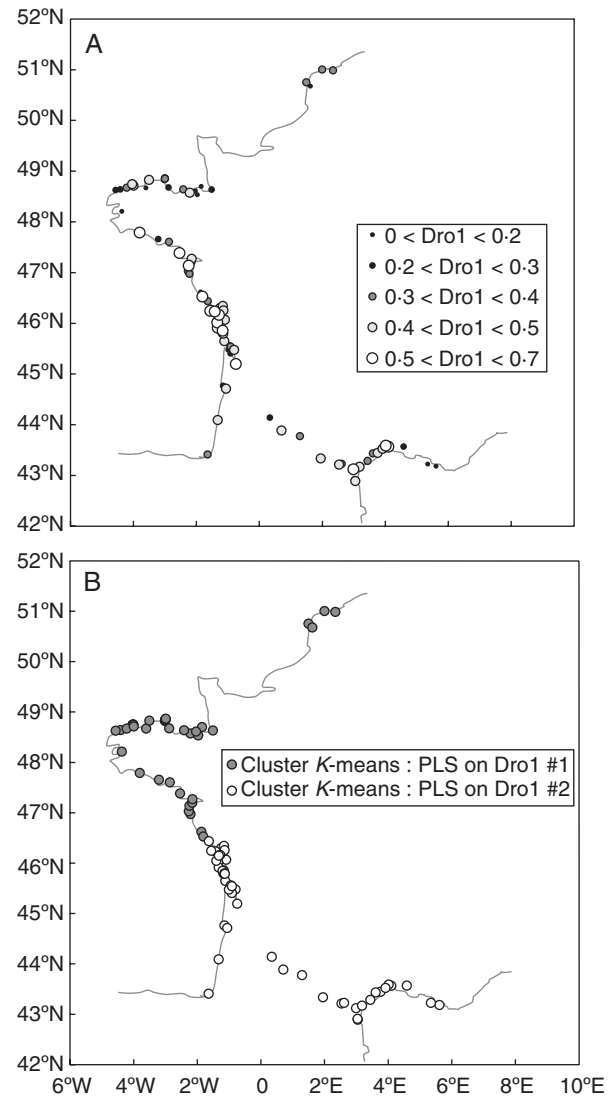 A
52ºN
51ºN
50ºN
49ºN
48ºN
47ºN
46ºN
45ºN
44ºN
43ºN
42ºN
0 < Dro1 < 0·2
0·2 < Dro1 < 0·3
0·3 < Dro1 < 0·4
0·4 < Dro1 < 0·5
0·5 < Dro1 < 0·7
B
52ºN
51ºN
50ºN
49ºN
48ºN
47ºN
46ºN
45ºN
44ºN
43ºN
42ºN
Cluster K-means : PLS on Dro1 #1
Cluster K-means : PLS on Dro1 #2
6ºW 4ºW 2ºW 0 2ºE 4ºE 6ºE 8ºE 10E